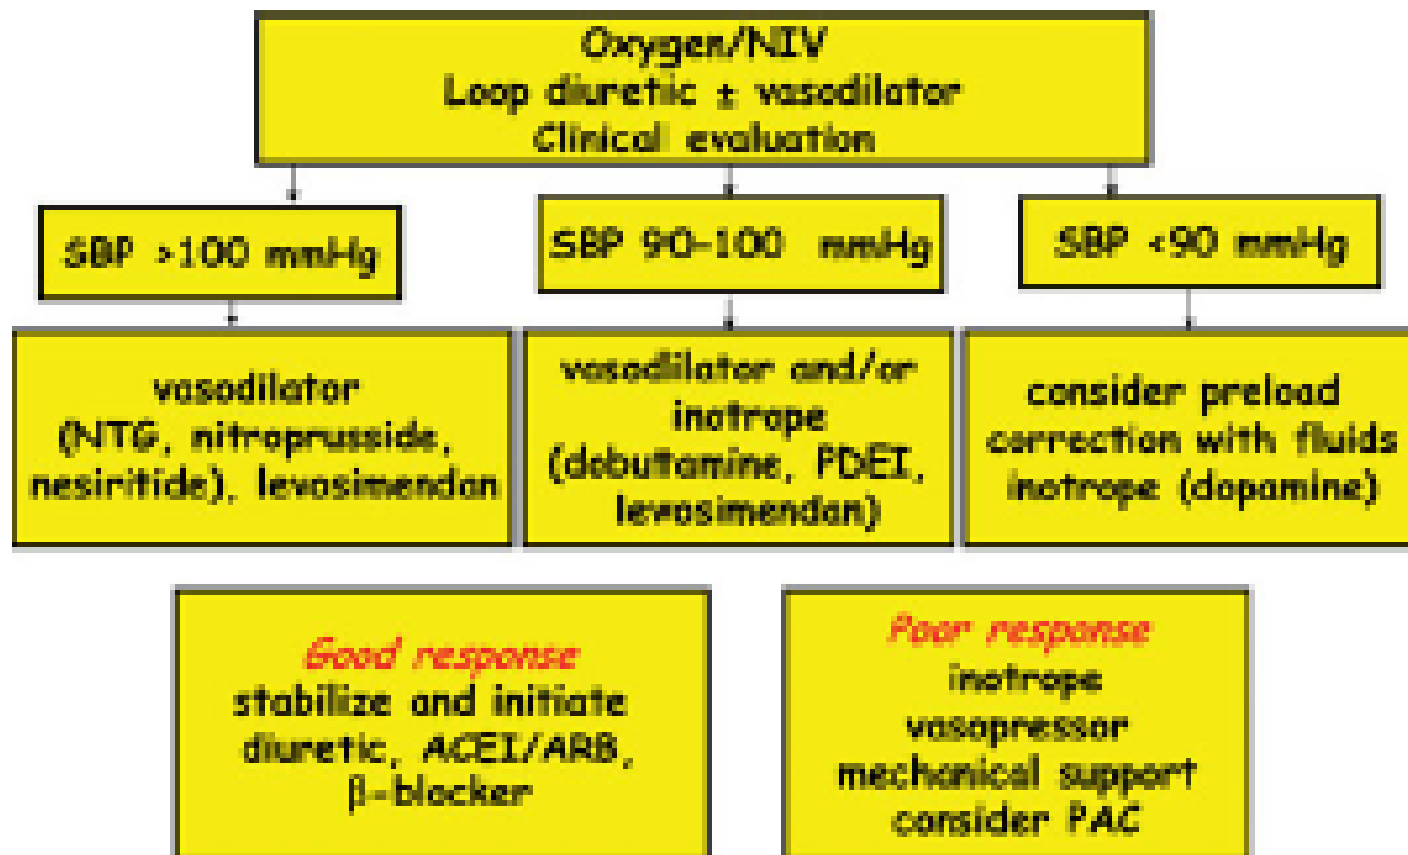 Oxygen/NIV
Loop diuretic ± vasodilator
Clinical evaluation
SBP >100 mmHg
SBP 90-100 mmHg
SBP <90 mmHg
vasodilator
(NTG, nitroprusside,
nesiritide), levosimendan
vasodilator and/or
inotrope
(dobuttamine, PDEI,
levosimendan)
consider preload
correction with fluids
inotrope (dopamine)
Good response
stabilize and initiate
diuretic, ACEI/ARB,
β-blocker
Poor response
inotrope
vasopressor
mechanical support
consider PAC